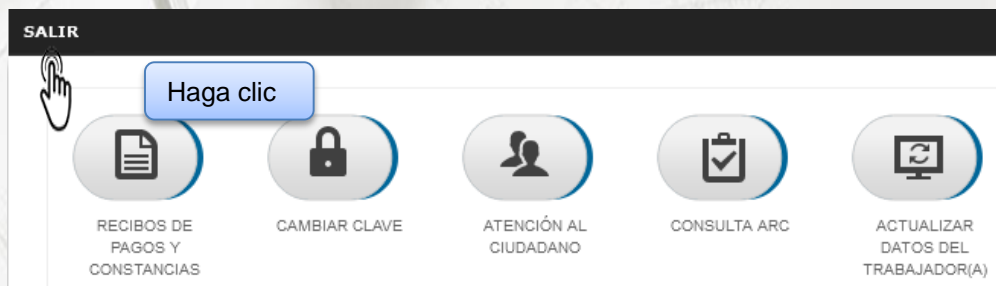 SALIR
Haga clic
RECIBOS DE
PAGOS Y
CONSTANCIAS
CAMBIAR CLAVE
ATENCIÓN AL
CIUDADANO
CONSULTA ARC
ACTUALIZAR
DATOS DEL
TRABAJADOR(A)